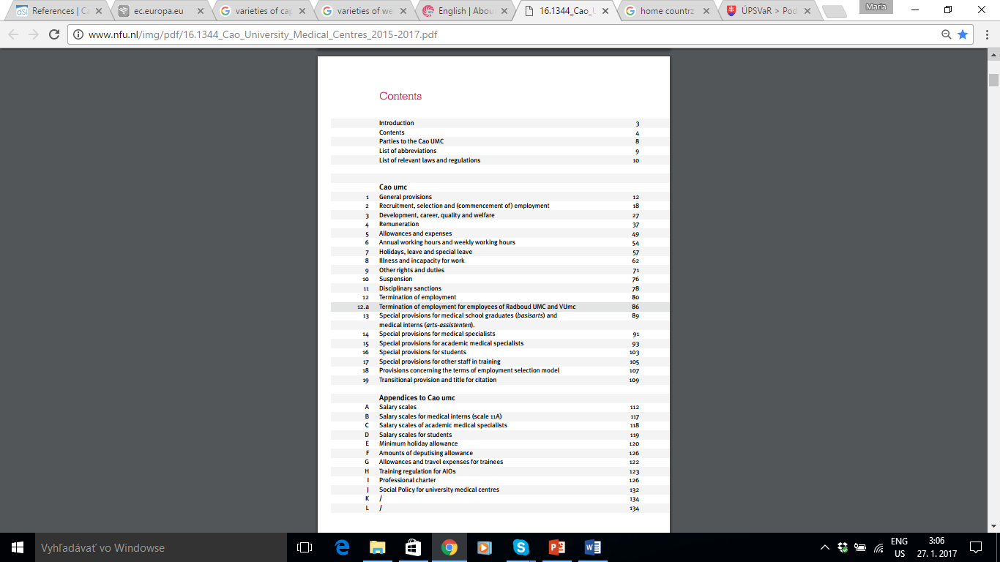 References | C
ec.europa.eu
varieties of cap
varieties of we
English | Abou
16.1344_Cao_U
home countrz
ÚPSVaR > Pod
Maria
www.nfu.nl/img/pdf/16.1344_Cao_University_Medical_Centres_2015-2017.pdf
Contents
Introduction 3
Contents 4
Parties to the Cao UMC 8
List of abbreviations 9
List of relevant laws and regulations 10
Cao umc
1 General provisions 12
2 Recruitment, selection and (commencement of) employment 18
3 Development, career, quality and welfare 27
4 Remuneration 37
5 Allowances and expenses 49
6 Annual working hours and weekly working hours 54
7 Holidays, leave and special leave 57
8 Illness and incapacity for work 62
9 Other rights and duties 71
10 Suspension 76
11 Disciplinary sanctions 78
12 Termination of employment 80
12.a Termination of employment for employees of Radboud UMC and VUmc 86
13 Special provisions for medical school graduates (basisarts) and 89
medical interns (arts-assistenten).
14 Special provisions for medical specialists 91
15 Special provisions for academic medical specialists 93
16 Special provisions for students 103
17 Special provisions for other staff in training 105
18 Provisions concerning the terms of employment selection model 107
19 Transitional provision and title for citation 109
Appendices to Cao umc
A Salary scales 112
B Salary scales for medical interns (scale 11A) 117
C Salary scales of academic medical specialists 118
D Salary scales for students 119
E Minimum holiday allowance 120
F Amounts of deputising allowance 126
G Allowances and travel expenses for trainees 122
H Training regulation for AIOs 123
I Professional charter 126
J Social Policy for university medical centres 132
K / 134
L / 134
Vyhľadávať vo Windowse
ENG
US
3:06
27. 1. 2017